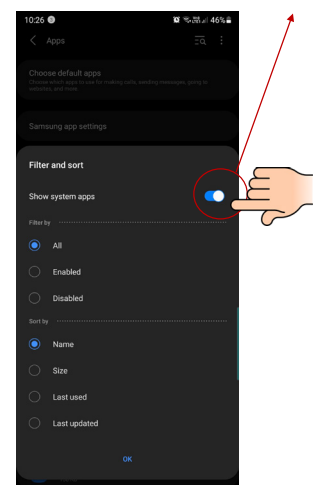 10:26
46%
Apps
Choose default apps
Choose which apps to use for making calls, sending messages, going to
websites, and more.
Samsung app settings
Filter and sort
Show system apps
Filter by
All
Enabled
Disabled
Sort by
Name
Size
Last used
Last updated
OK